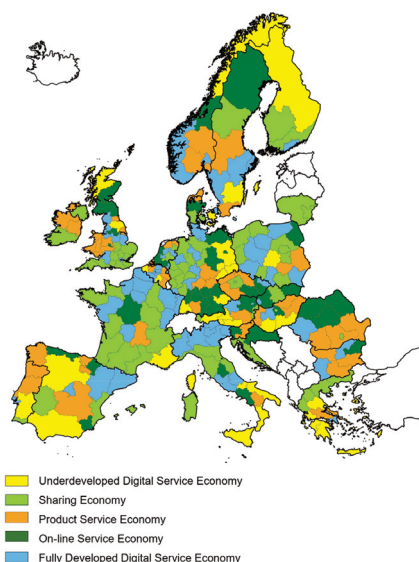 Underdeveloped Digital Service Economy
Sharing Economy
Product Service Economy
On-line Service Economy
Fully Developed Digital Service Economy